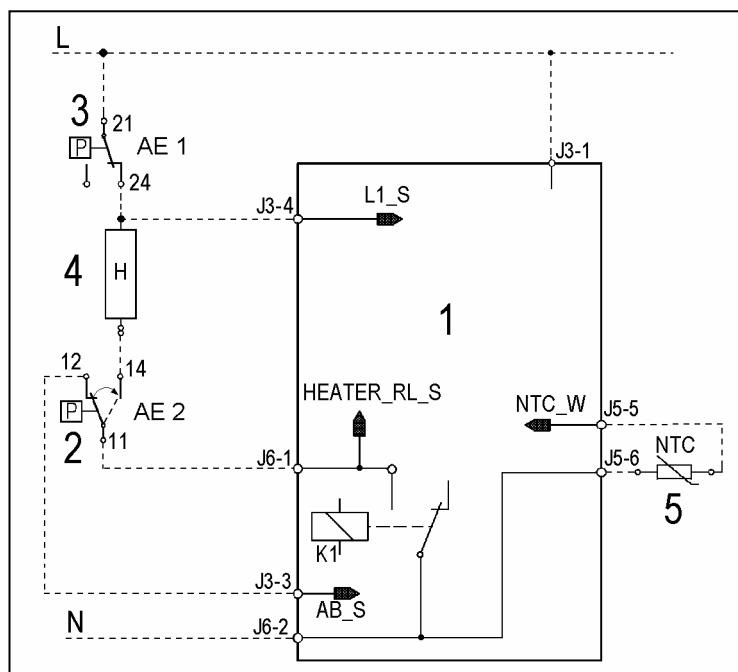 L
3
21
P
AE 1
J3-1
24
J3-4
L1_S
4
H
1
12
14
HEATER_RL_S
NTC_W
J5-5
P
AE 2
2
11
J6-1
J5-6
NTC
5
K1
J3-3
AB_S
N
J6-2